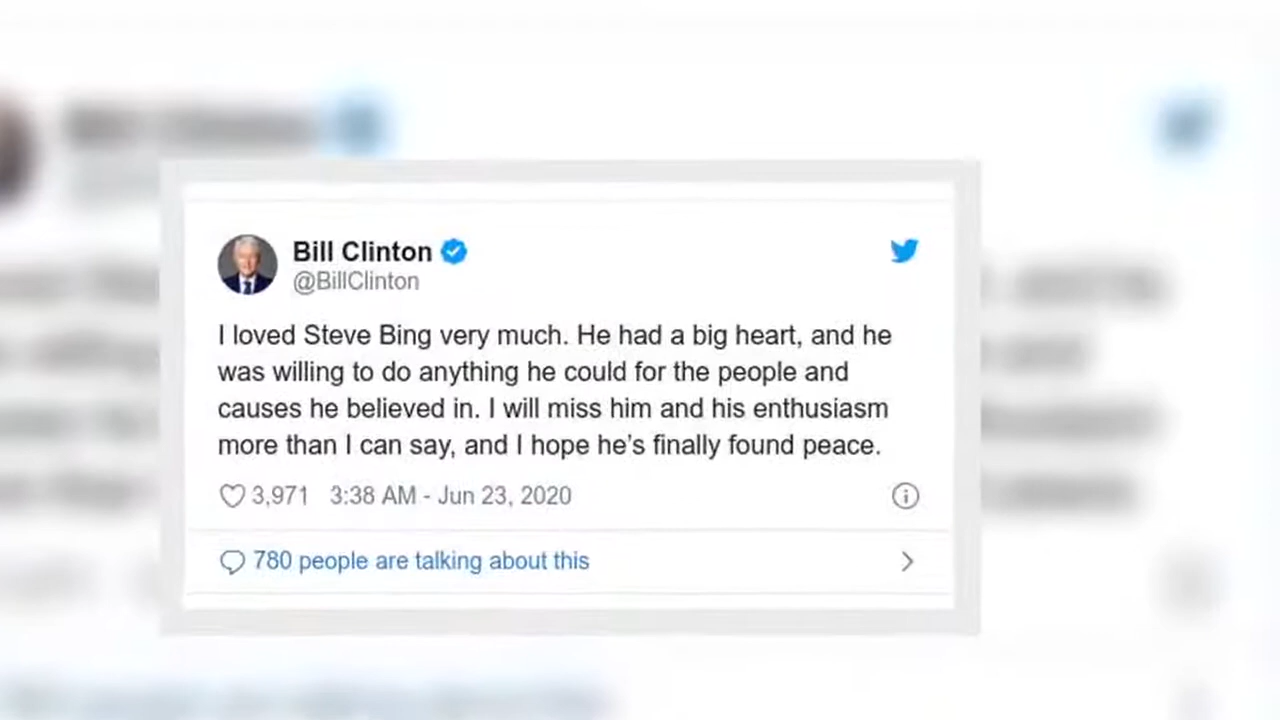 Bill Clinton
@BillClinton
I loved Steve Bing very much. He had a big heart, and he
was willing to do anything he could for the people and
causes he believed in. I will miss him and his enthusiasm
more than I can say, and I hope he’s finally found peace.
3,971 3:38 AM - Jun 23, 2020
780 people are talking about this